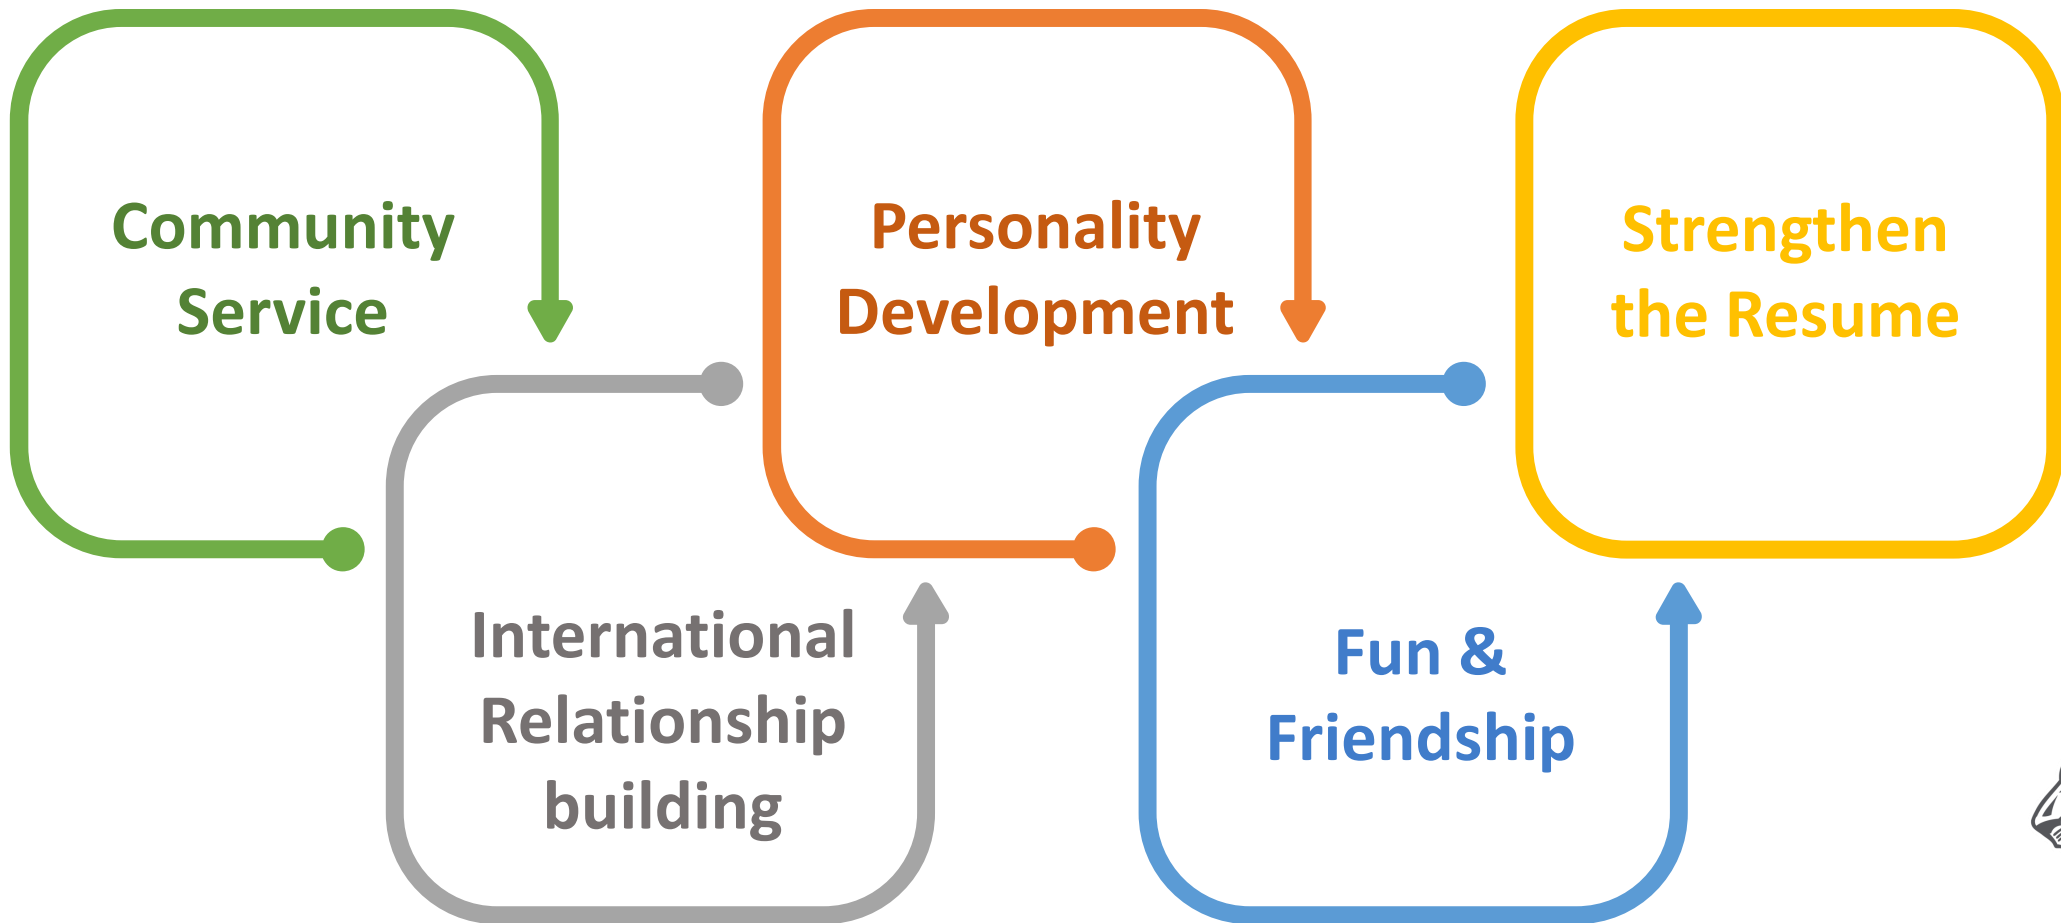 Community
Service
International
Relationship
building
Personality
Development
Fun &
Friendship
Strengthen
the Resume